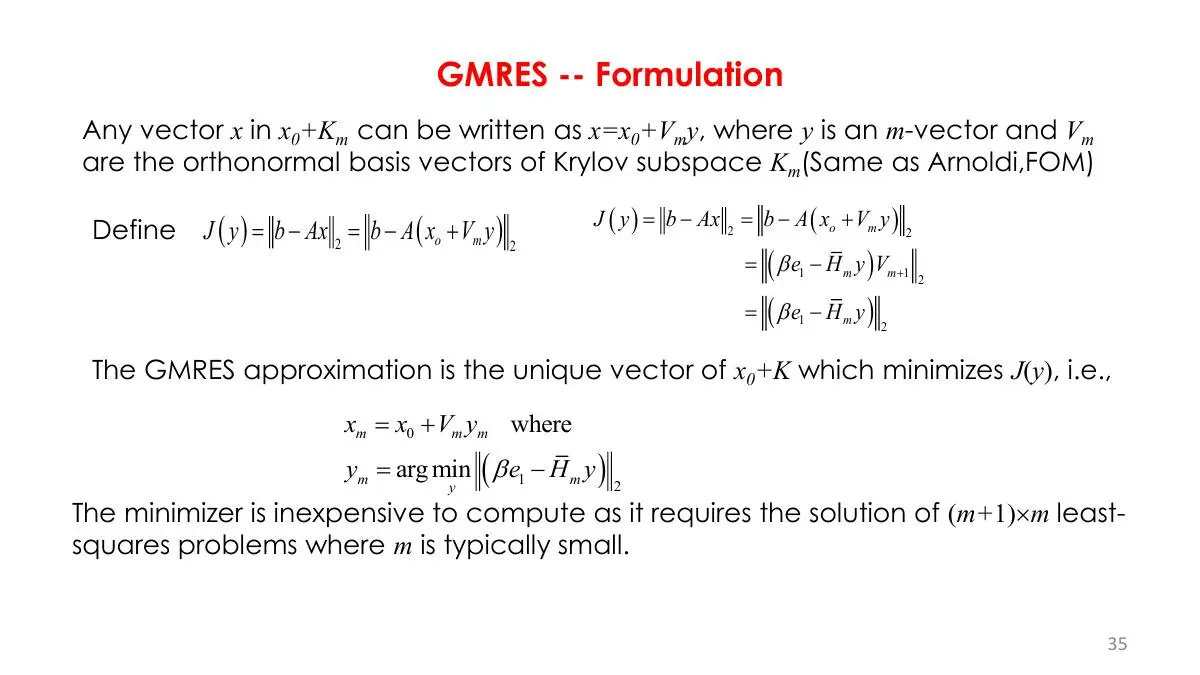 GMRES -- Formulation
Any vector x in x₀+Kₘ can be written as x=x₀+Vₘy, where y is an m-vector and Vₘ
are the orthonormal basis vectors of Krylov subspace Kₘ(Same as Arnoldi,FOM)
Define J(y)=‖b−Ax‖₂=‖b−A(xₒ+Vₘy)‖₂
J(y)=‖b−Ax‖₂=‖b−A(xₒ+Vₘy)‖₂
=‖(βe₁−H̅ₘy)Vₘ₊₁‖₂
=‖(βe₁−H̅ₘy)‖₂
The GMRES approximation is the unique vector of x₀+K which minimizes J(y), i.e.,
xₘ = x₀ +Vₘyₘ where
yₘ = arg min ‖(βe₁−H̅ₘy)‖₂
y
The minimizer is inexpensive to compute as it requires the solution of (m+1)×m least-
squares problems where m is typically small.
35